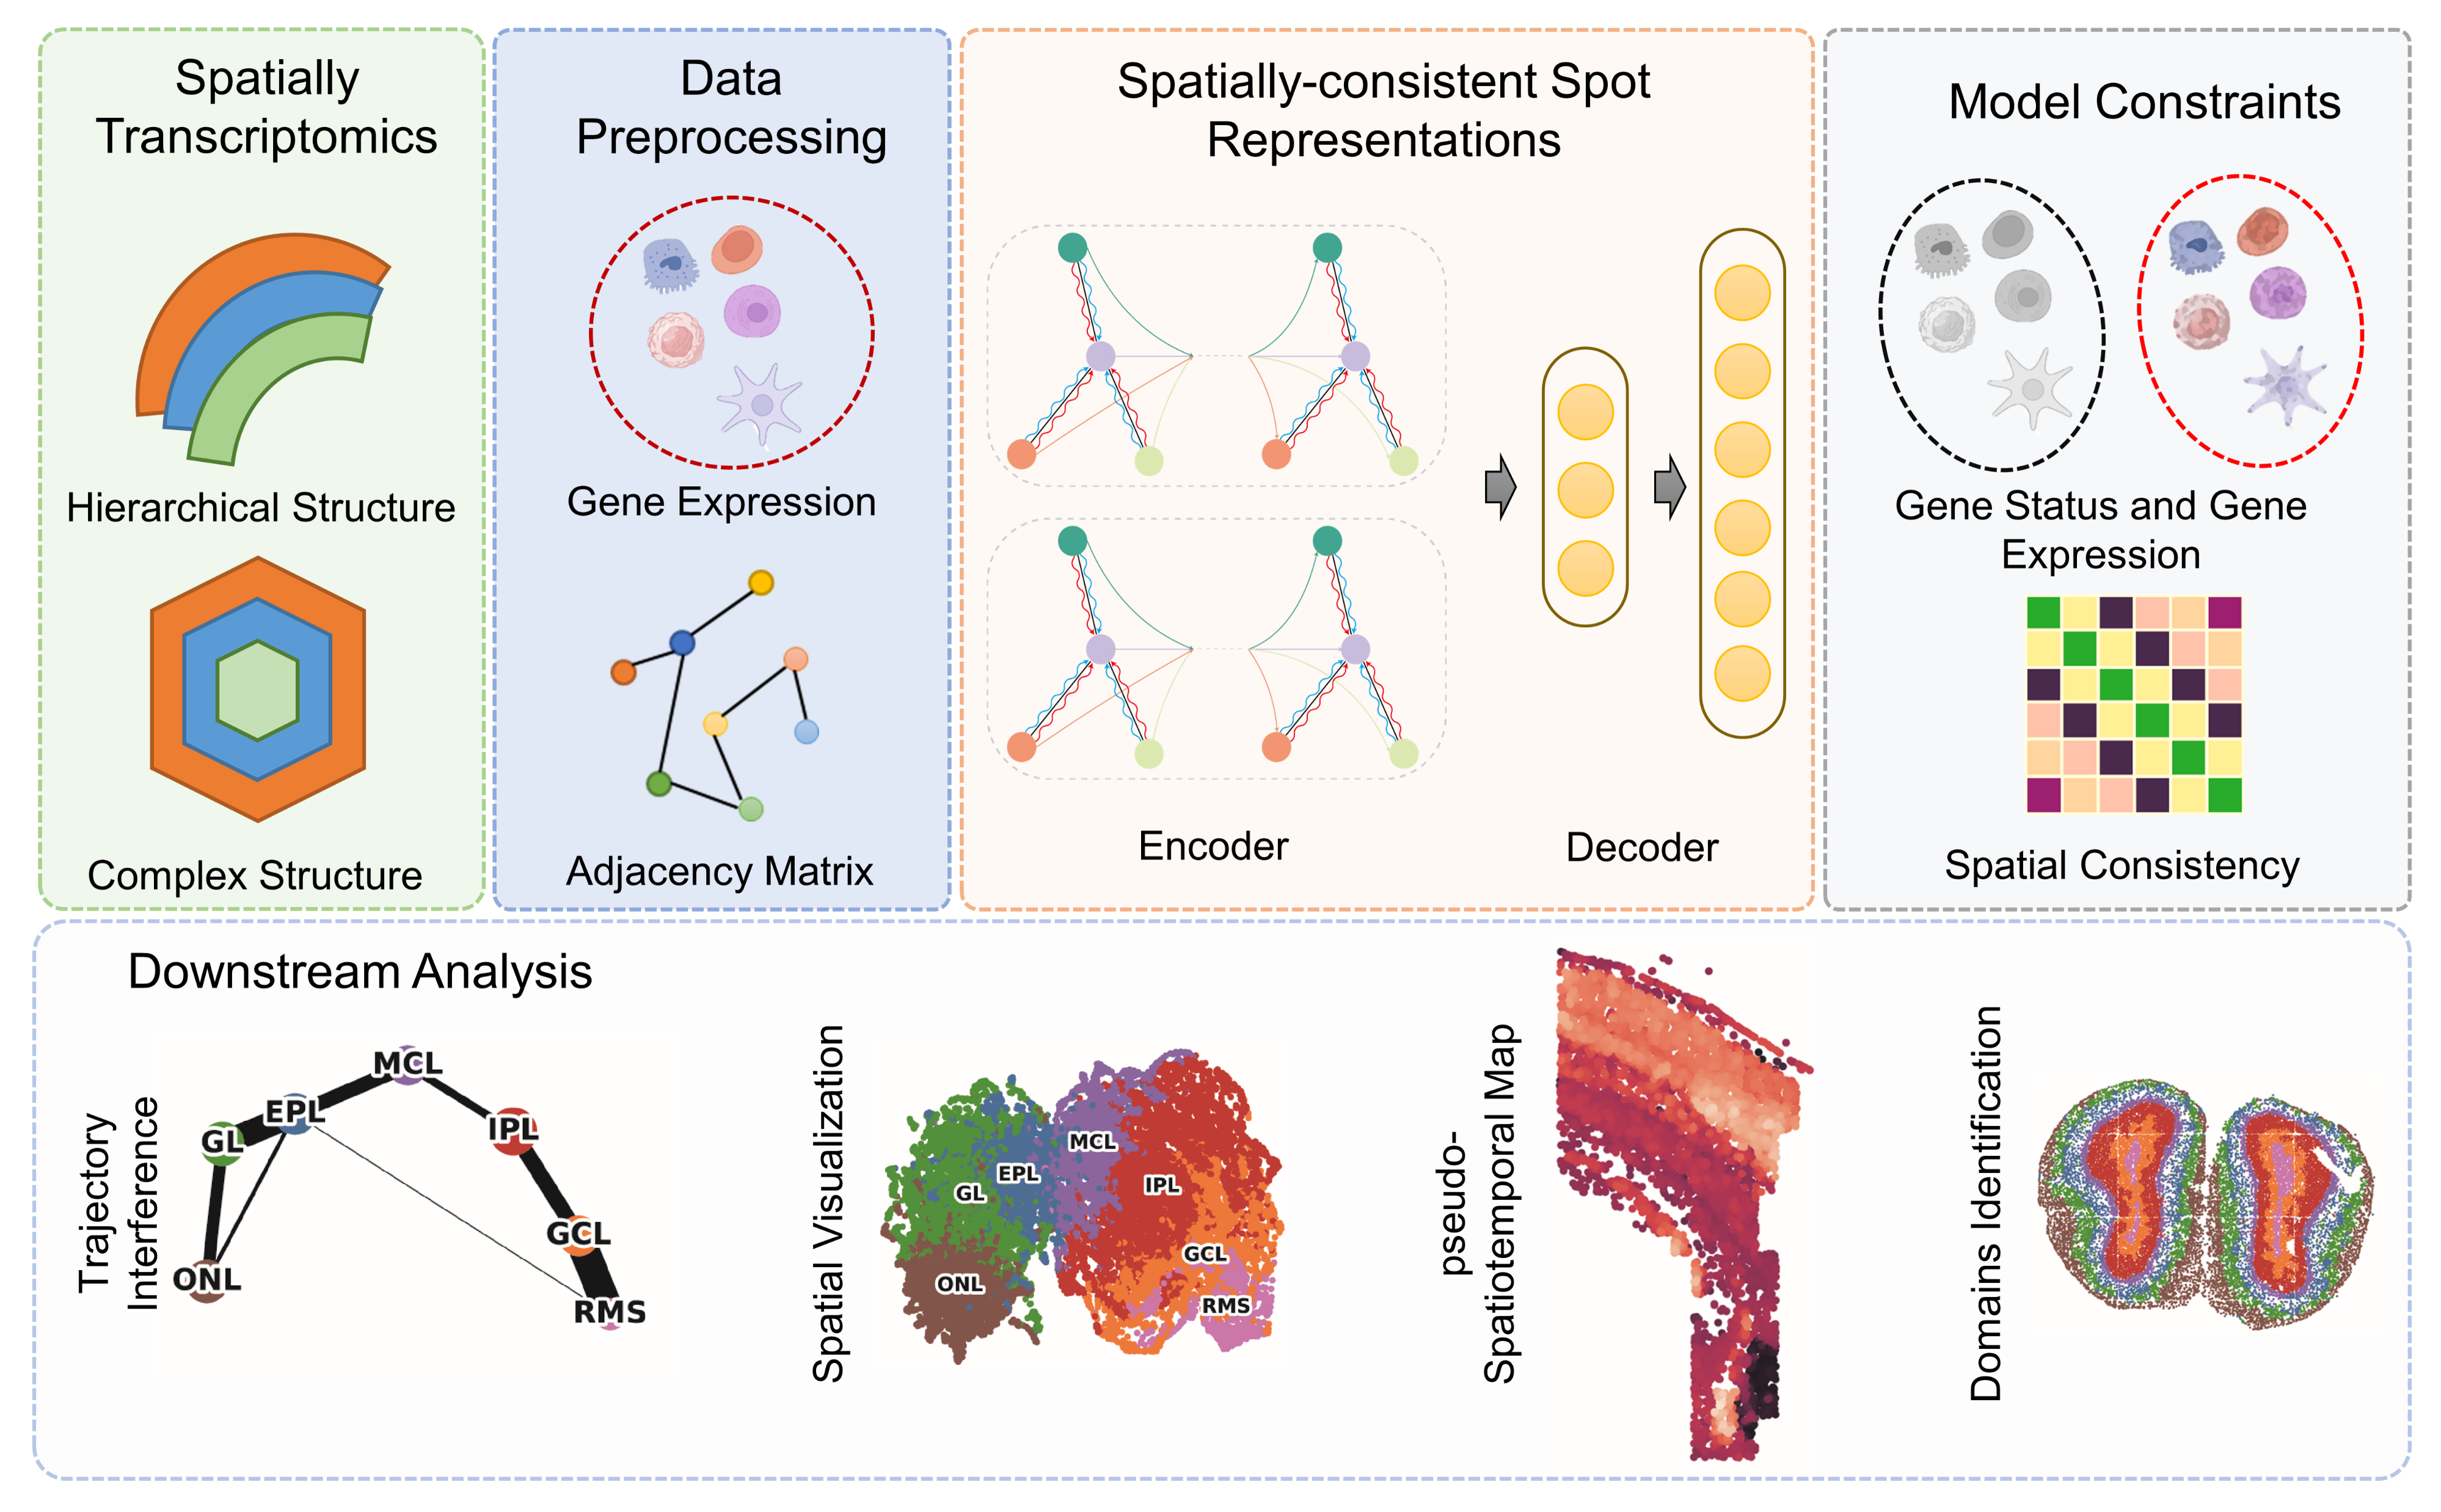 Spatially
Transcriptomics
Hierarchical Structure
Complex Structure
Data
Preprocessing
Gene Expression
Adjacency Matrix
Spatially-consistent Spot
Representations
Encoder
Decoder
Model Constraints
Gene Status and Gene
Expression
Spatial Consistency
Downstream Analysis
Trajectory
Interference
MCL
EPL
GL
IPL
GCL
ONL
RMS
Spatial Visualization
MCL
EPL
IPL
GL
GCL
ONL
RMS
pseudo-
Spatiotemporal Map
Domains Identification